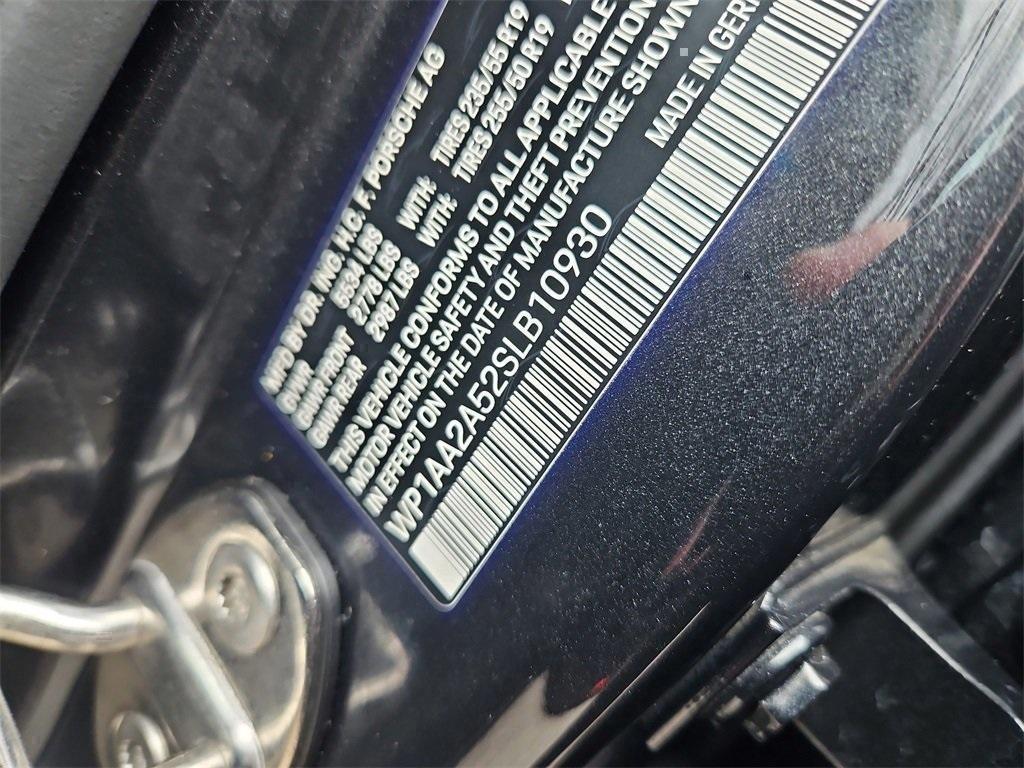 MFD BY DR. ING. H.C. F. PORSCHE AG
GVWR 5534 LBS
GAWR FRONT 2778 LBS WITH: TIRES 235/55 R19
GAWR REAR 2987 LBS WITH: TIRES 255/50 R19
THIS VEHICLE CONFORMS TO ALL APPLICABLE
MOTOR VEHICLE SAFETY AND THEFT PREVENTION
IN EFFECT ON THE DATE OF MANUFACTURE SHOWN
WP1AA2A52SLB10930 MADE IN GER